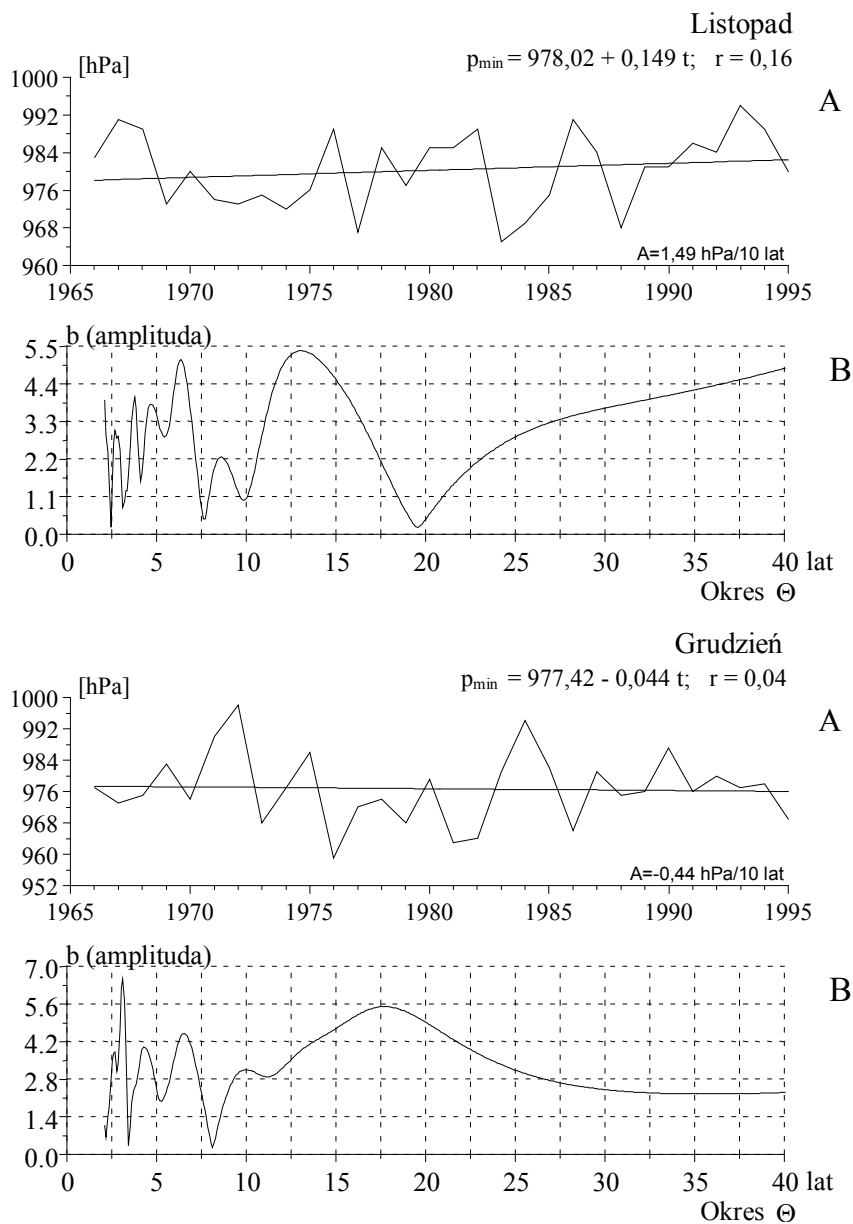 Listopad
[hPa]
p_min = 978,02 + 0,149 t; r = 0,16
A
1000
992
984
976
968
960
A=1,49 hPa/10 lat
1965 1970 1975 1980 1985 1990 1995
b (amplituda)
B
5.5
4.4
3.3
2.2
1.1
0.0
0 5 10 15 20 25 30 35 40 lat
Okres Θ
Grudzień
[hPa]
p_min = 977,42 - 0,044 t; r = 0,04
A
1000
992
984
976
968
960
952
A=-0,44 hPa/10 lat
1965 1970 1975 1980 1985 1990 1995
b (amplituda)
B
7.0
5.6
4.2
2.8
1.4
0.0
0 5 10 15 20 25 30 35 40 lat
Okres Θ